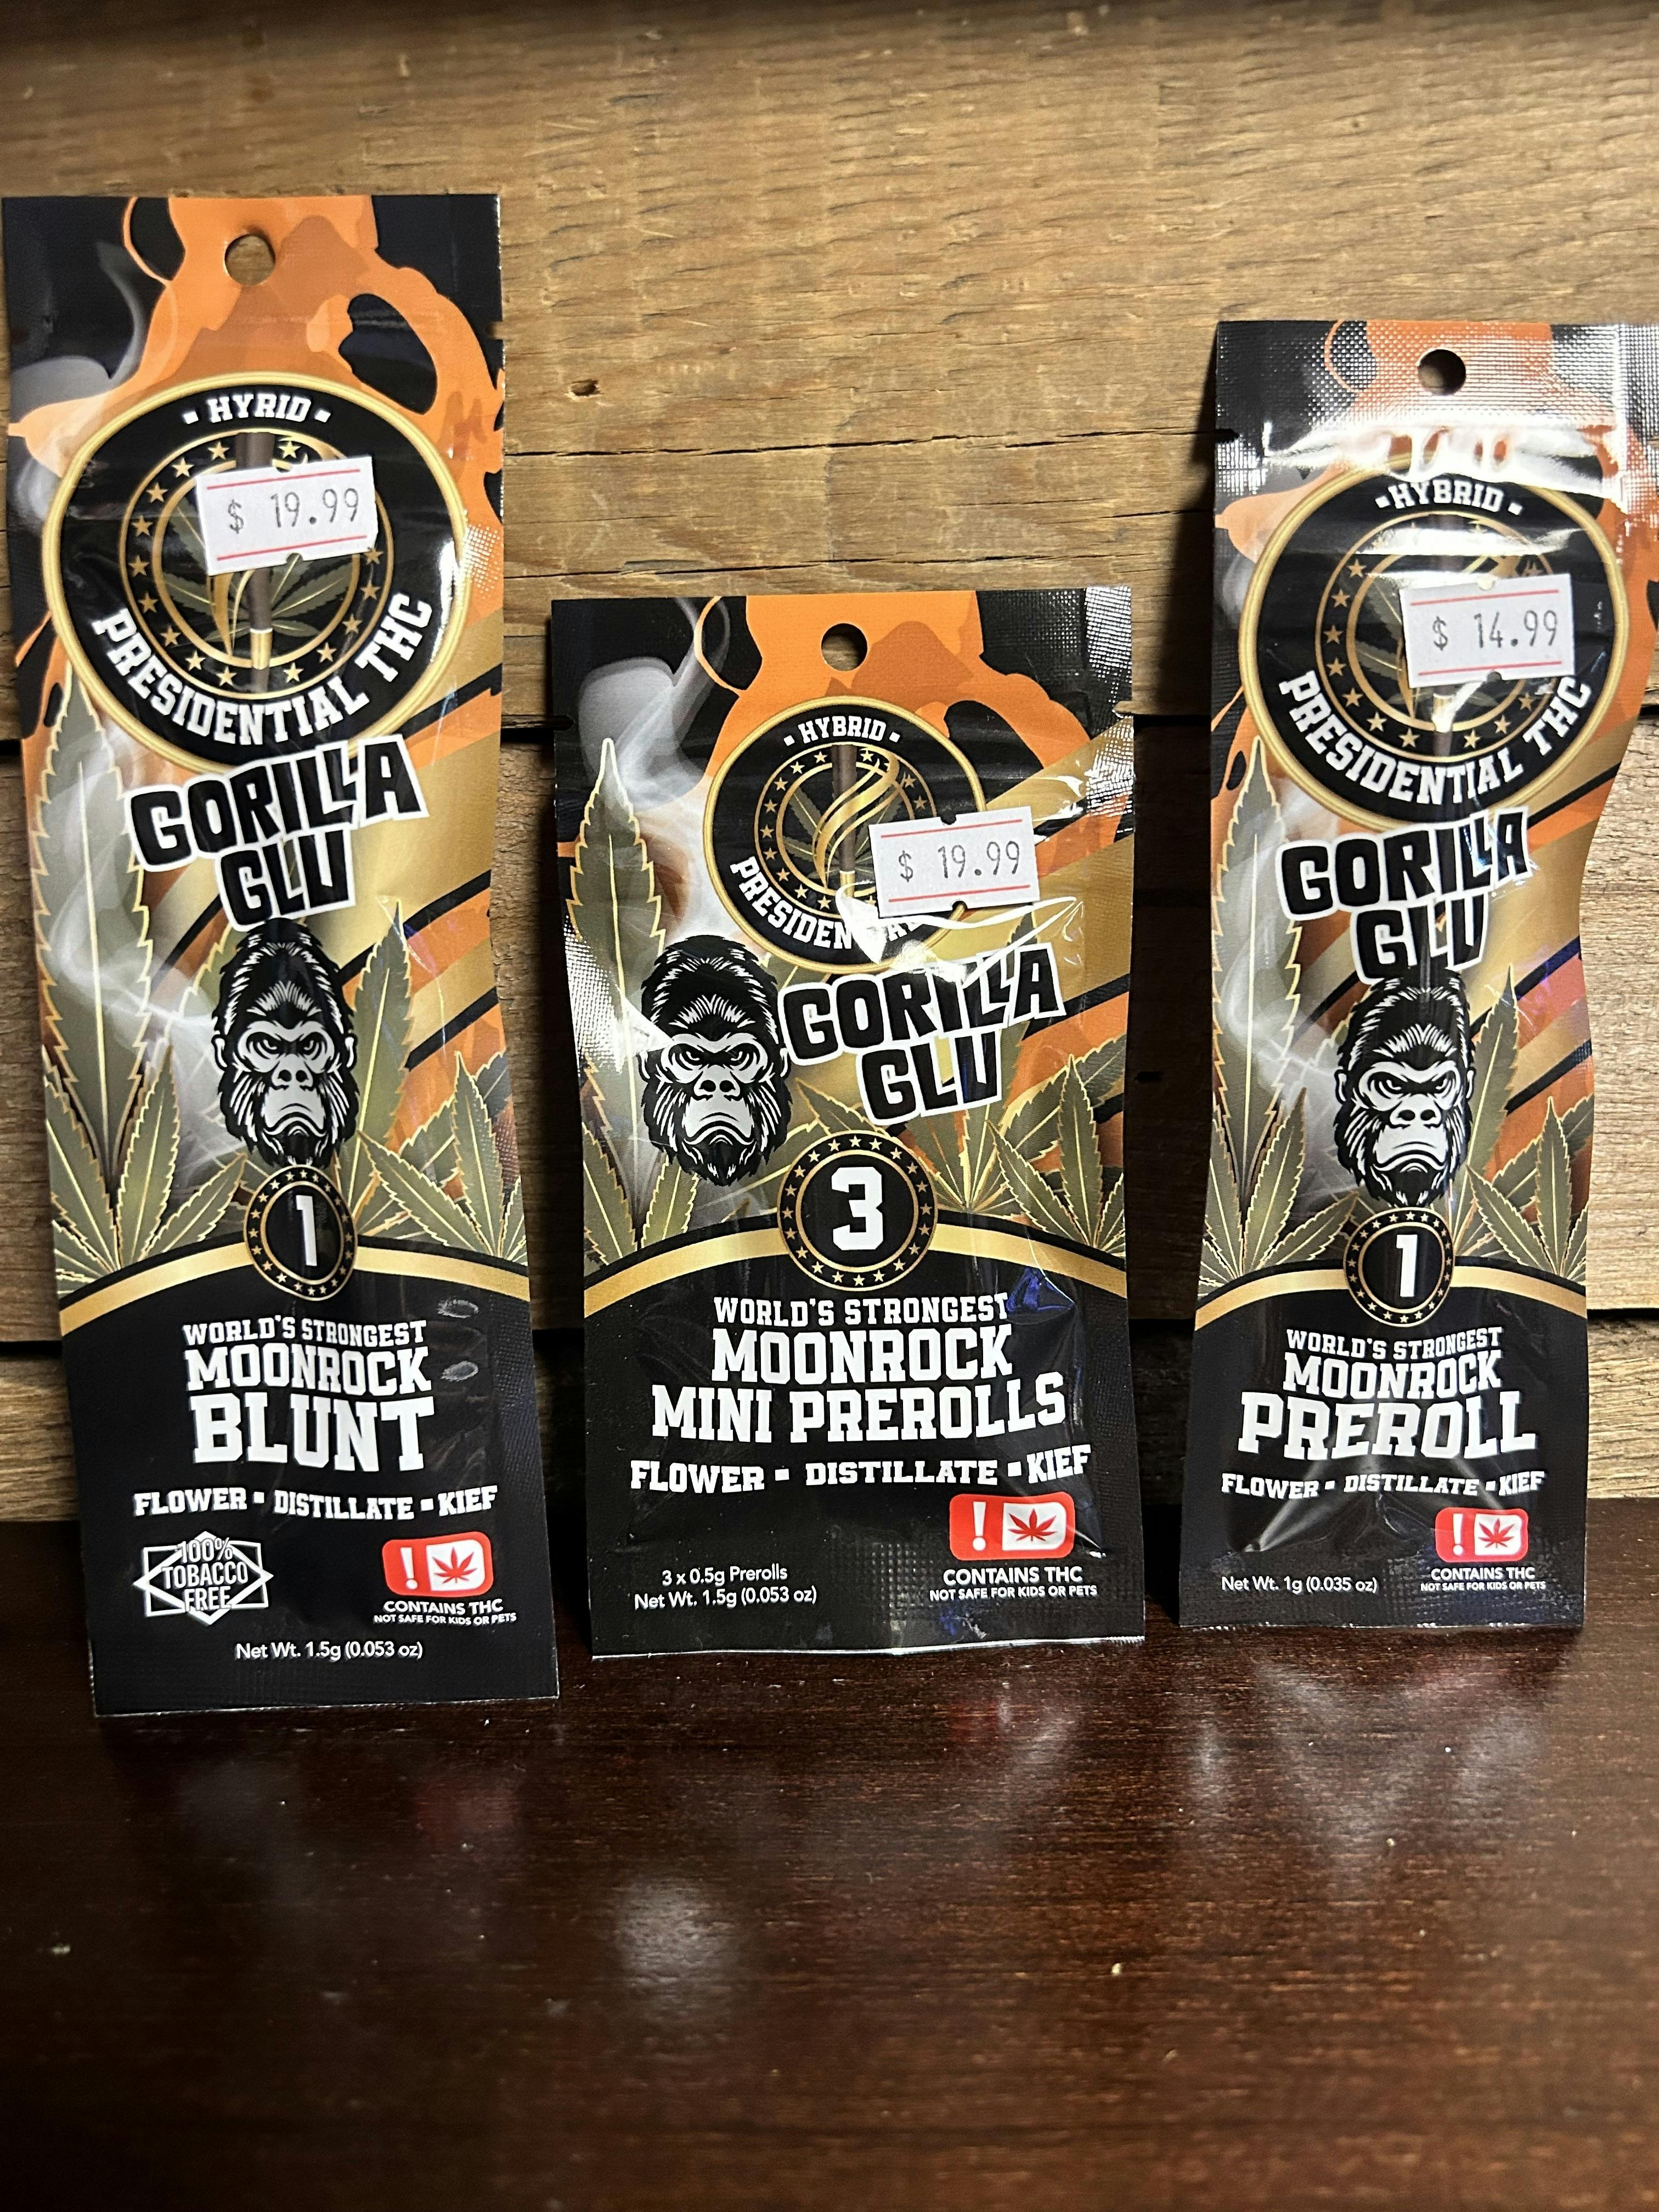 ▪ HYRID ▪
$ 19.99
PRESIDENTIAL THC
GORILLA
GLU
1
WORLD'S STRONGEST
MOONROCK
BLUNT
FLOWER ▪ DISTILLATE ▪ KIEF
100%
TOBACCO
FREE
!
CONTAINS THC
NOT SAFE FOR KIDS OR PETS
Net Wt. 1.5g (0.053 oz)
▪ HYBRID ▪
$ 19.99
GORILLA
GLU
3
WORLD'S STRONGEST
MOONROCK
MINI PREROLLS
FLOWER ▪ DISTILLATE ▪ KIEF
!
3 x 0.5g Prerolls
Net Wt. 1.5g (0.053 oz)
CONTAINS THC
NOT SAFE FOR KIDS OR PETS
▪ HYBRID ▪
$ 14.99
PRESIDENTIAL THC
GORILLA
GLU
1
WORLD'S STRONGEST
MOONROCK
PREROLL
FLOWER ▪ DISTILLATE ▪ KIEF
!
Net Wt. 1g (0.035 oz)
CONTAINS THC
NOT SAFE FOR KIDS OR PETS